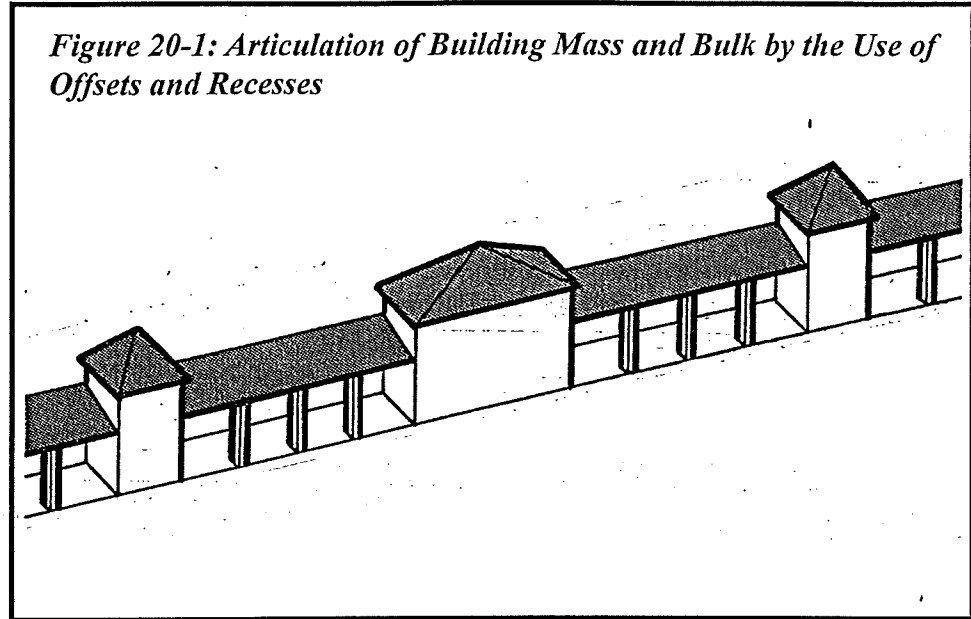 Figure 20-1: Articulation of Building Mass and Bulk by the Use of
Offsets and Recesses